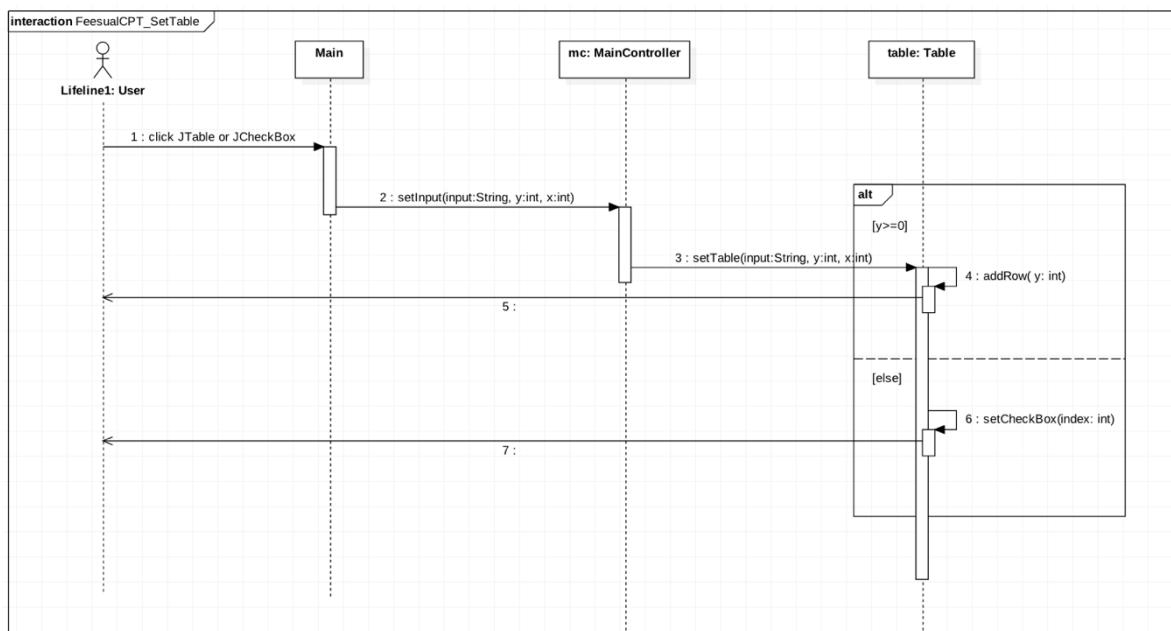 interaction FeesualCPT_SetTable
Lifeline1: User
Main
mc: MainController
table: Table
1 : click JTable or JCheckBox
2 : setInput(input:String, y:int, x:int)
alt
[y>=0]
3 : setTable(input:String, y:int, x:int)
4 : addRow( y: int)
5 :
[else]
6 : setCheckBox(index: int)
7 :